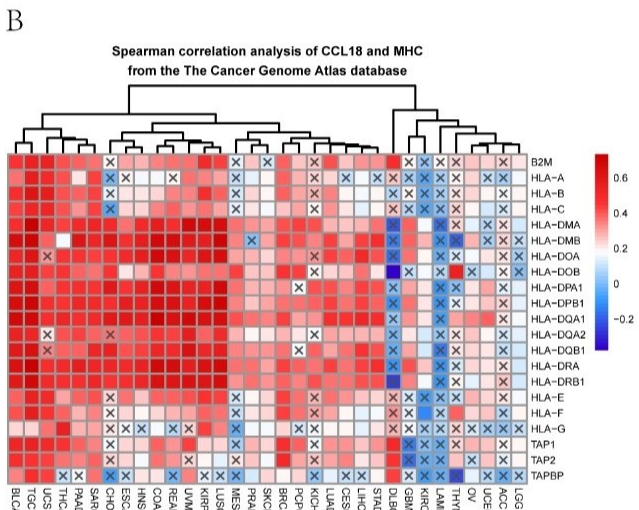 B
Spearman correlation analysis of CCL18 and MHC
from the The Cancer Genome Atlas database
B2M
HLA−A
HLA−B
HLA−C
HLA−DMA
HLA−DMB
HLA−DOA
HLA−DOB
HLA−DPA1
HLA−DPB1
HLA−DQA1
HLA−DQA2
HLA−DQB1
HLA−DRA
HLA−DRB1
HLA−E
HLA−F
HLA−G
TAP1
TAP2
TAPBP
0.6
0.4
0.2
0
−0.2
BLCA
TGC
UCS
THC
PAA
SAR
CHO
ESC
HNS
COA
REA
UVM
KIRP
LUS
MES
PRA
SKC
BRC
PCP
KICH
LUA
CES
LIHC
STA
DLB
GBM
KIRC
LAM
THY
OV
UCE
ACC
LGG